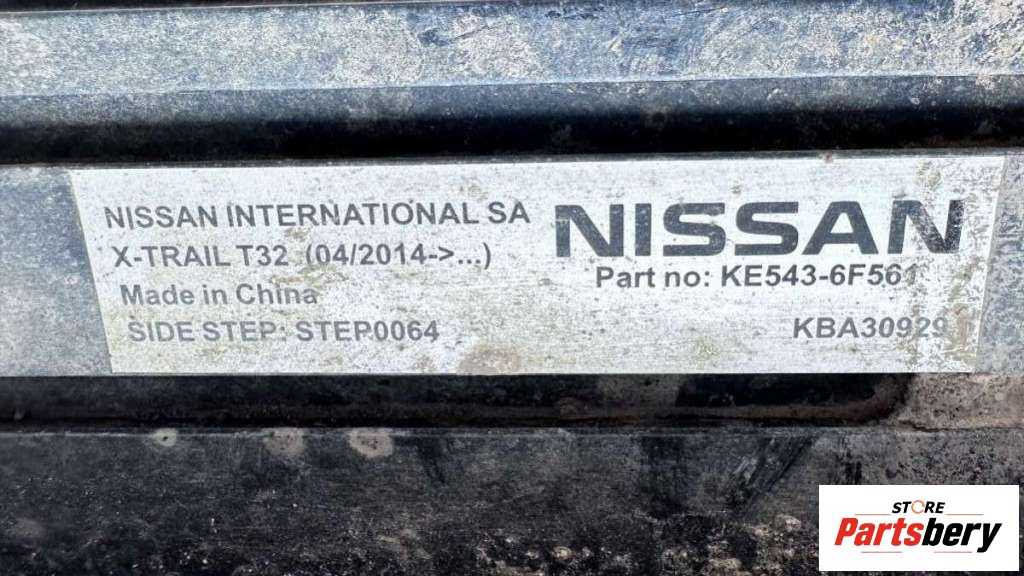 NISSAN INTERNATIONAL SA
X-TRAIL T32 (04/2014->...)
Made in China
SIDE STEP: STEP0064
NISSAN
Part no: KE543-6F561
KBA30929
STORE
Partsbery